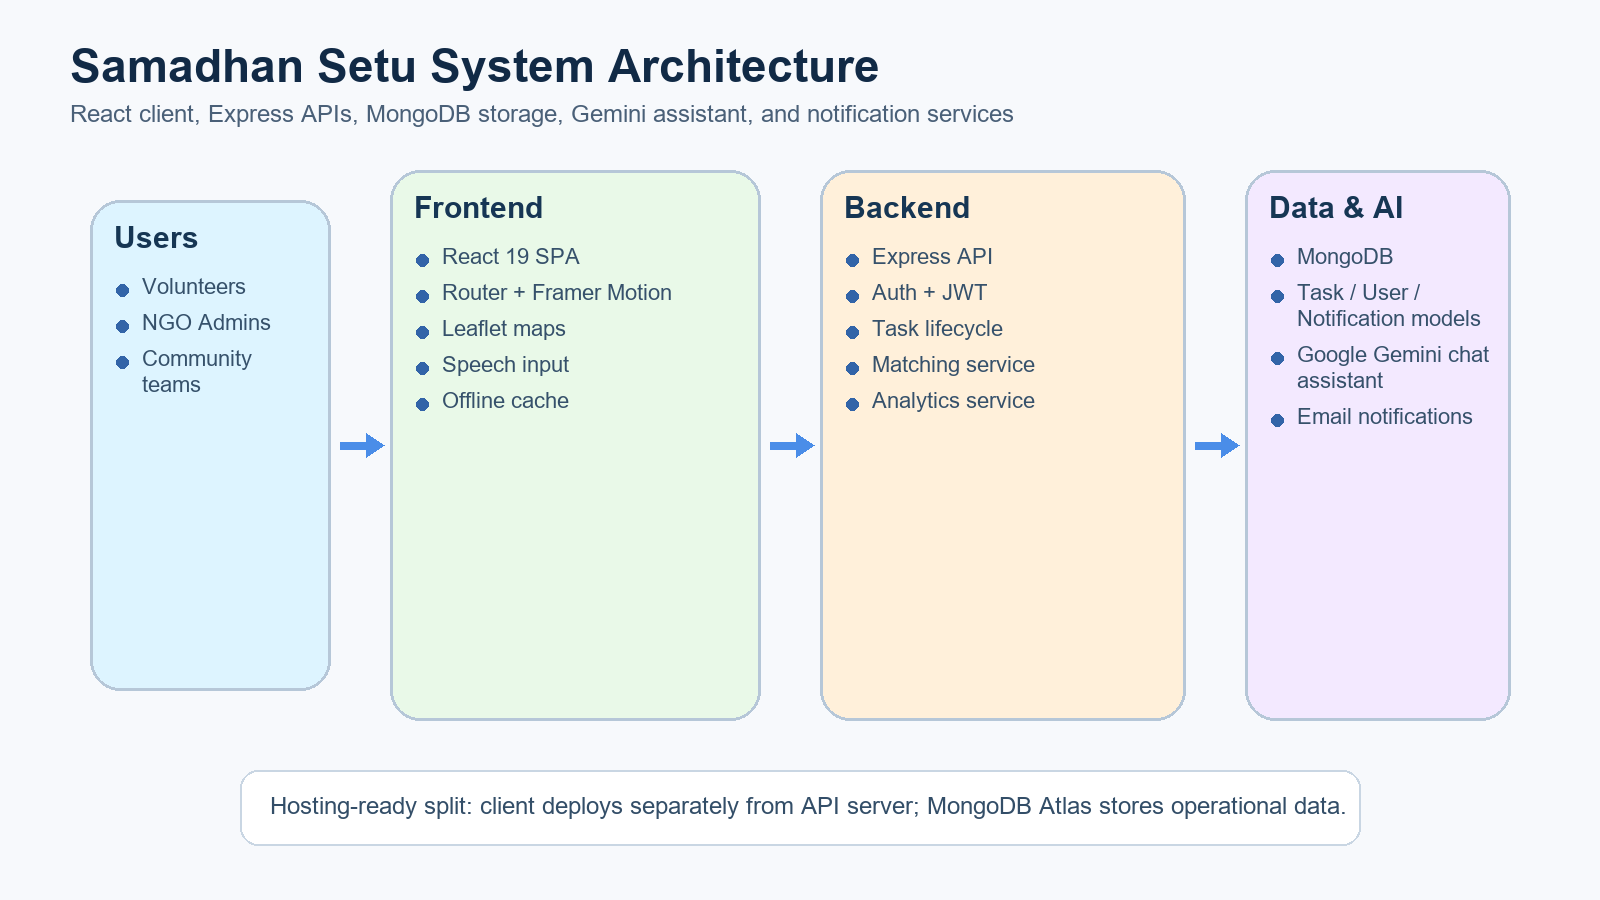 Samadhan Setu System Architecture
React client, Express APIs, MongoDB storage, Gemini assistant, and notification services
Users
Volunteers
NGO Admins
Community
teams
Frontend
React 19 SPA
Router + Framer Motion
Leaflet maps
Speech input
Offline cache
Backend
Express API
Auth + JWT
Task lifecycle
Matching service
Analytics service
Data & AI
MongoDB
Task / User /
Notification models
Google Gemini chat
assistant
Email notifications
Hosting-ready split: client deploys separately from API server; MongoDB Atlas stores operational data.